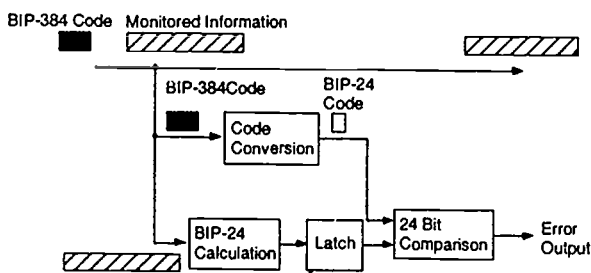 BIP-384 Code Monitored Information
BIP-384Code
BIP-24
Code
Code
Conversion
BIP-24
Calculation
Latch
24 Bit
Comparison
Error
Output